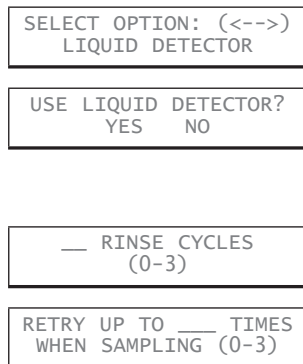 SELECT OPTION: (<-->)
LIQUID DETECTOR
USE LIQUID DETECTOR?
YES NO
__ RINSE CYCLES
(0-3)
RETRY UP TO ___ TIMES
WHEN SAMPLING (0-3)